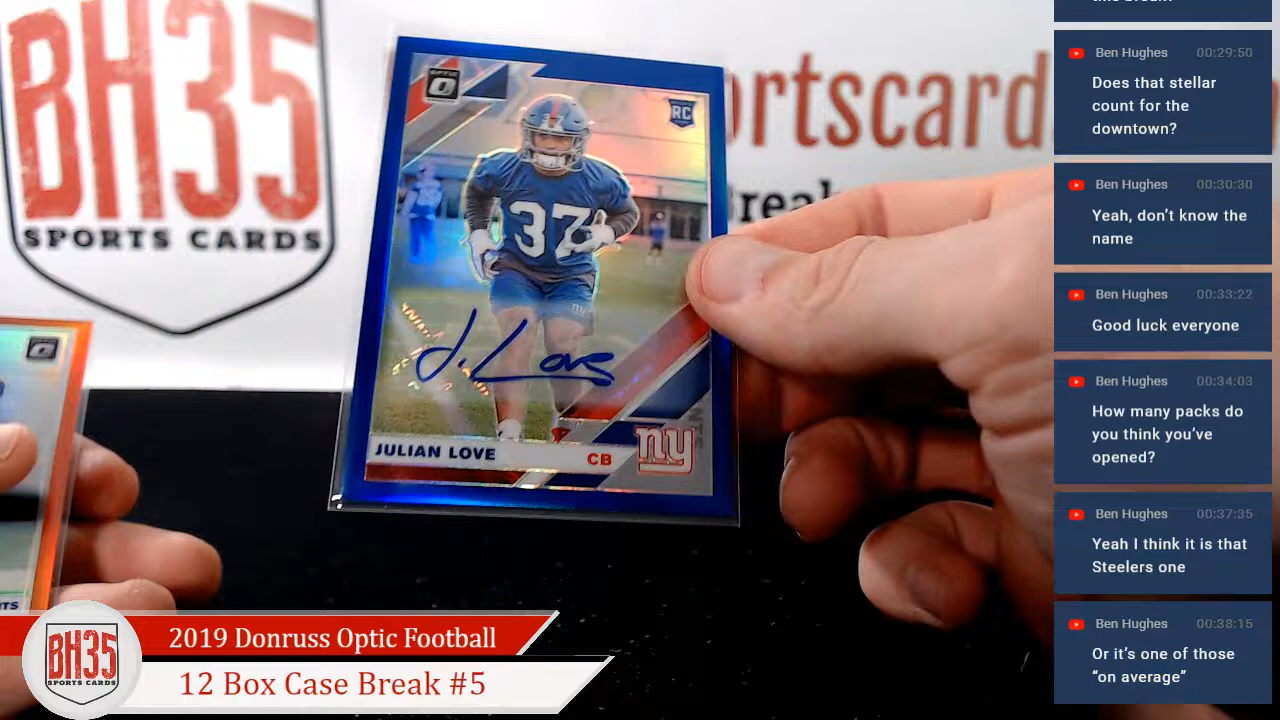 BH35
SPORTS CARDS
ortscard
Brea
OPTIC
RC
37
ny
J. Love
JULIAN LOVE
CB
ny
TS
BH35
SPORTS CARDS
2019 Donruss Optic Football
12 Box Case Break #5
Ben Hughes 00:29:50
Does that stellar
count for the
downtown?
Ben Hughes 00:30:30
Yeah, don't know the
name
Ben Hughes 00:33:22
Good luck everyone
Ben Hughes 00:34:03
How many packs do
you think you've
opened?
Ben Hughes 00:37:35
Yeah I think it is that
Steelers one
Ben Hughes 00:38:15
Or it's one of those
“on average”